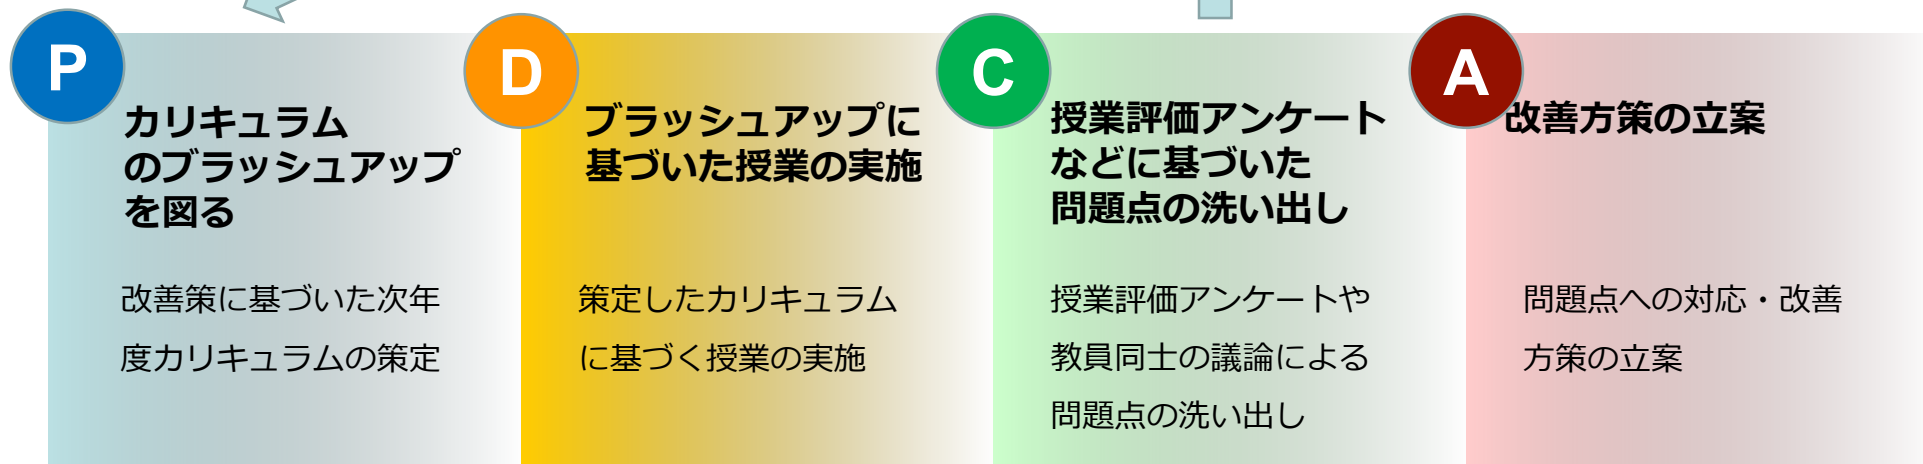 P
カリキュラム
のブラッシュアップ
を図る
改善策に基づいた次年
度カリキュラムの策定
D
ブラッシュアップに
基づいた授業の実施
策定したカリキュラム
に基づく授業の実施
C
授業評価アンケート
などに基づいた
問題点の洗い出し
授業評価アンケートや
教員同士の議論による
問題点の洗い出し
A
改善方策の立案
問題点への対応・改善
方策の立案